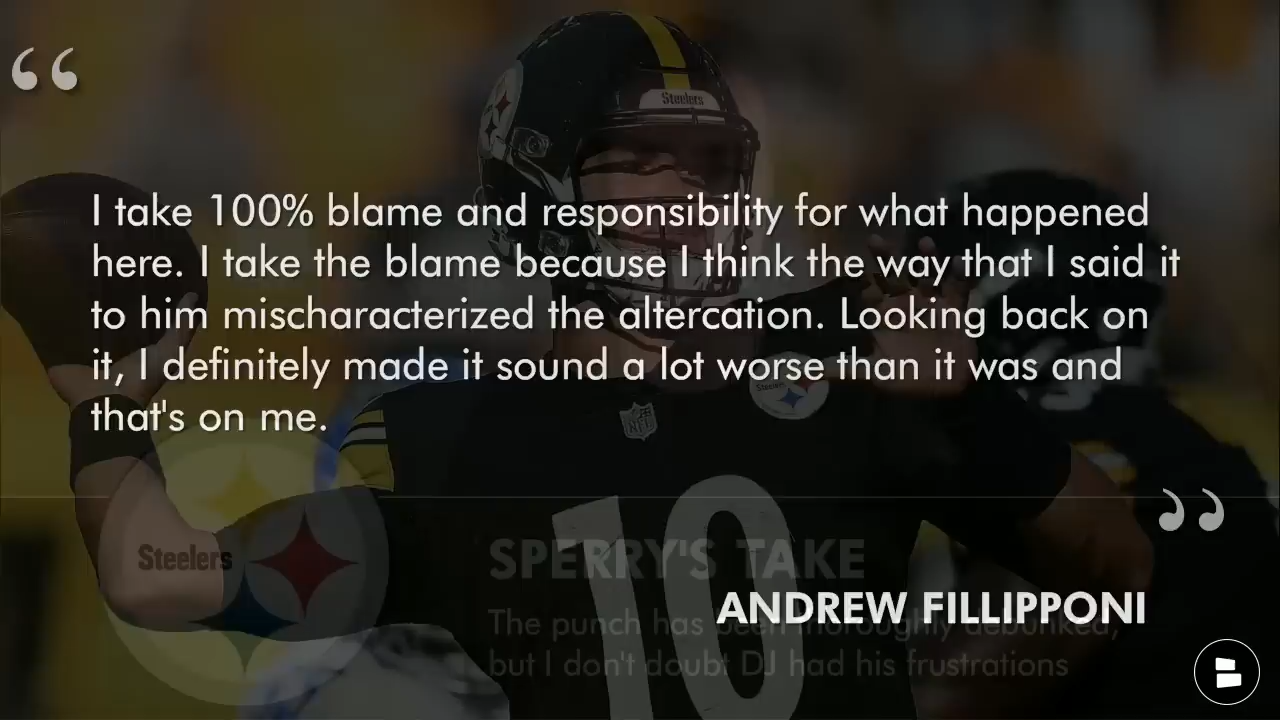 “
Steelers
I take 100% blame and responsibility for what happened
here. I take the blame because I think the way that I said it
to him mischaracterized the altercation. Looking back on
it, I definitely made it sound a lot worse than it was and
that's on me.
Steelers
NFL
”
10
Steelers
SPERRY'S TAKE
ANDREW FILLIPPONI
The punch has been thoroughly debunked,
but I don't doubt DJ had his frustrations